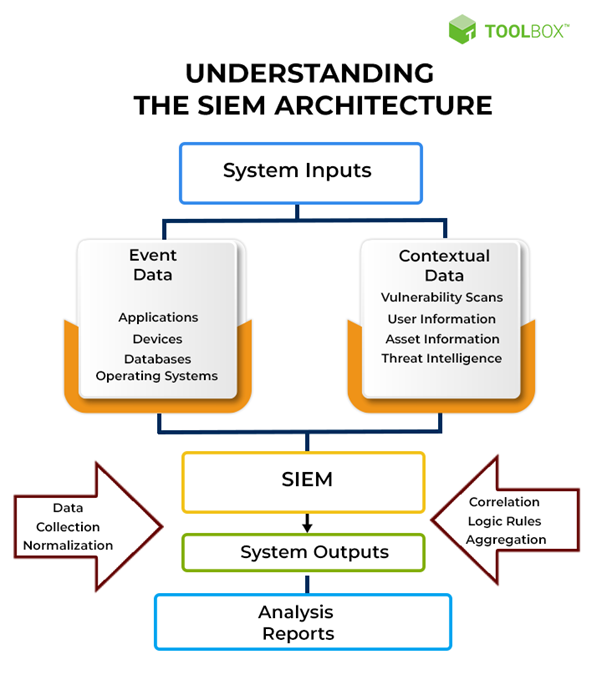 TOOLBOX™
UNDERSTANDING
THE SIEM ARCHITECTURE
System Inputs
Event
Data
Applications
Devices
Databases
Operating Systems
Contextual
Data
Vulnerability Scans
User Information
Asset Information
Threat Intelligence
SIEM
Data
Collection
Normalization
Correlation
Logic Rules
Aggregation
System Outputs
Analysis
Reports